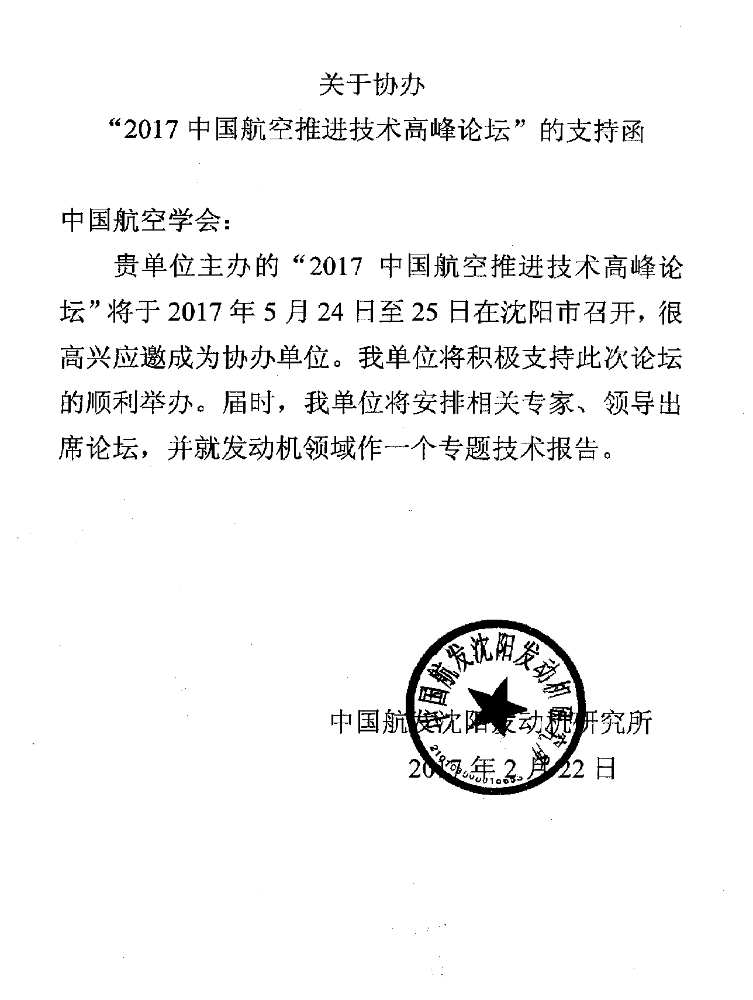 关于协办
“2017 中国航空推进技术高峰论坛”的支持函
中国航空学会：
贵单位主办的“2017 中国航空推进技术高峰论
坛”将于 2017 年 5 月 24 日至 25 日在沈阳市召开，很
高兴应邀成为协办单位。我单位将积极支持此次论坛
的顺利举办。届时，我单位将安排相关专家、领导出
席论坛，并就发动机领域作一个专题技术报告。
中国航发沈阳发动机研究所
中国航发沈阳发动机研究所
2017 年 2 月 22 日